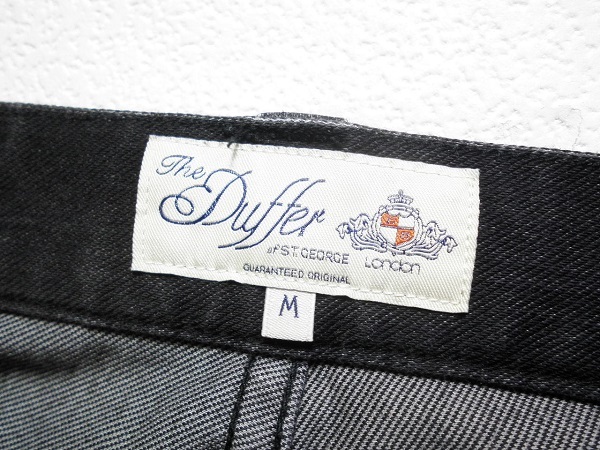 The
Duffer
of ST. GEORGE
London
GUARANTEED ORIGINAL
M